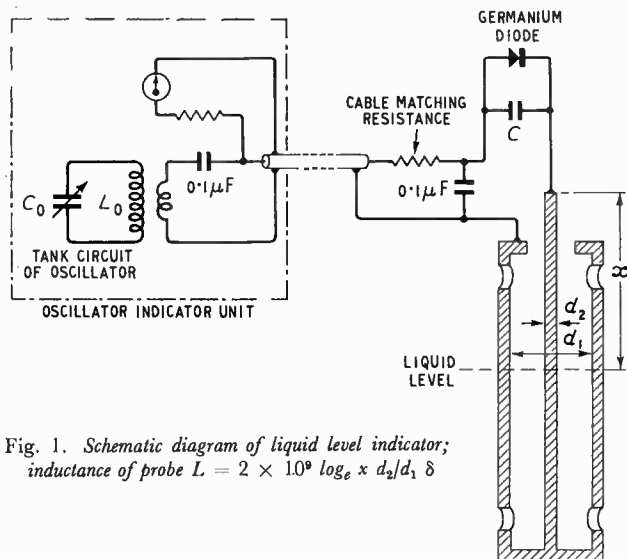 GERMANIUM
DIODE
CABLE MATCHING
RESISTANCE
C
0·1μF
0·1μF
C₀
L₀
TANK CIRCUIT
OF OSCILLATOR
OSCILLATOR INDICATOR UNIT
x
d₂
d₁
LIQUID
LEVEL
Fig. 1. Schematic diagram of liquid level indicator;
inductance of probe L = 2 × 10⁹ logₑ x d₂/d₁ δ